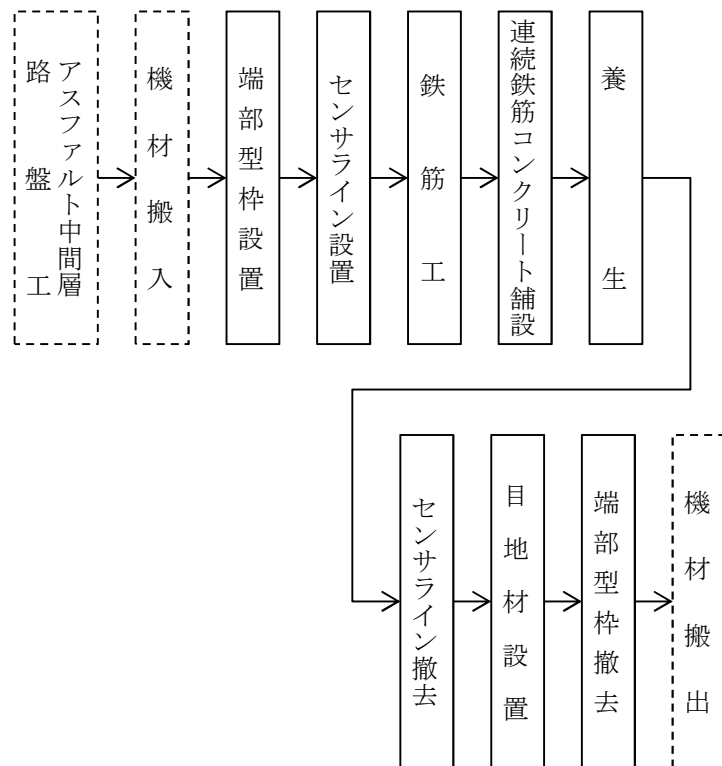 アスファルト中間層
路盤工
機材搬入
端部型枠設置
センサライン設置
鉄筋工
連続鉄筋コンクリート舗設
養生
センサライン撤去
目地材設置
端部型枠撤去
機材搬出